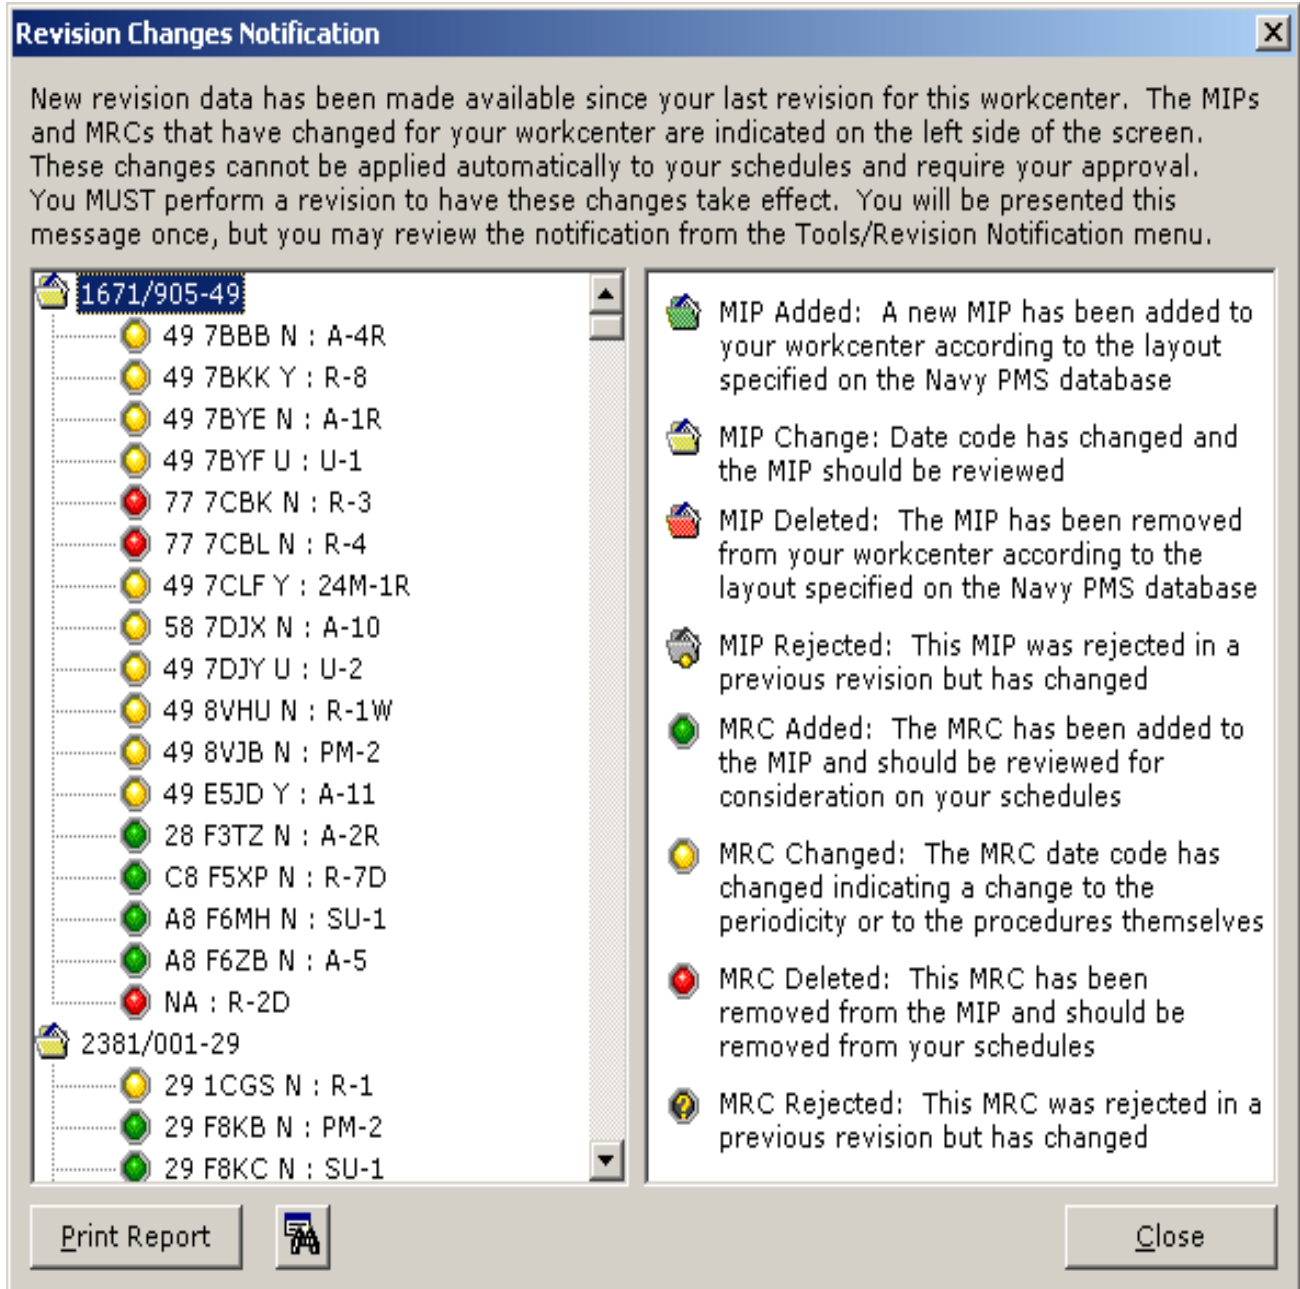 Revision Changes Notification
New revision data has been made available since your last revision for this workcenter.  The MIPs
and MRCs that have changed for your workcenter are indicated on the left side of the screen.
These changes cannot be applied automatically to your schedules and require your approval.
You MUST perform a revision to have these changes take effect.  You will be presented this
message once, but you may review the notification from the Tools/Revision Notification menu.
1671/905-49
49 7BBB N : A-4R
49 7BKK Y : R-8
49 7BYE N : A-1R
49 7BYF U : U-1
77 7CBK N : R-3
77 7CBL N : R-4
49 7CLF Y : 24M-1R
58 7DJX N : A-10
49 7DJY U : U-2
49 8VHU N : R-1W
49 8VJB N : PM-2
49 E5JD Y : A-11
28 F3TZ N : A-2R
C8 F5XP N : R-7D
A8 F6MH N : SU-1
A8 F6ZB N : A-5
NA : R-2D
2381/001-29
29 1CGS N : R-1
29 F8KB N : PM-2
29 F8KC N : SU-1
MIP Added:  A new MIP has been added to
your workcenter according to the layout
specified on the Navy PMS database
MIP Change: Date code has changed and
the MIP should be reviewed
MIP Deleted:  The MIP has been removed
from your workcenter according to the
layout specified on the Navy PMS database
MIP Rejected:  This MIP was rejected in a
previous revision but has changed
MRC Added:  The MRC has been added to
the MIP and should be reviewed for
consideration on your schedules
MRC Changed:  The MRC date code has
changed indicating a change to the
periodicity or to the procedures themselves
MRC Deleted:  This MRC has been
removed from the MIP and should be
removed from your schedules
MRC Rejected:  This MRC was rejected in a
previous revision but has changed
Print Report
Close